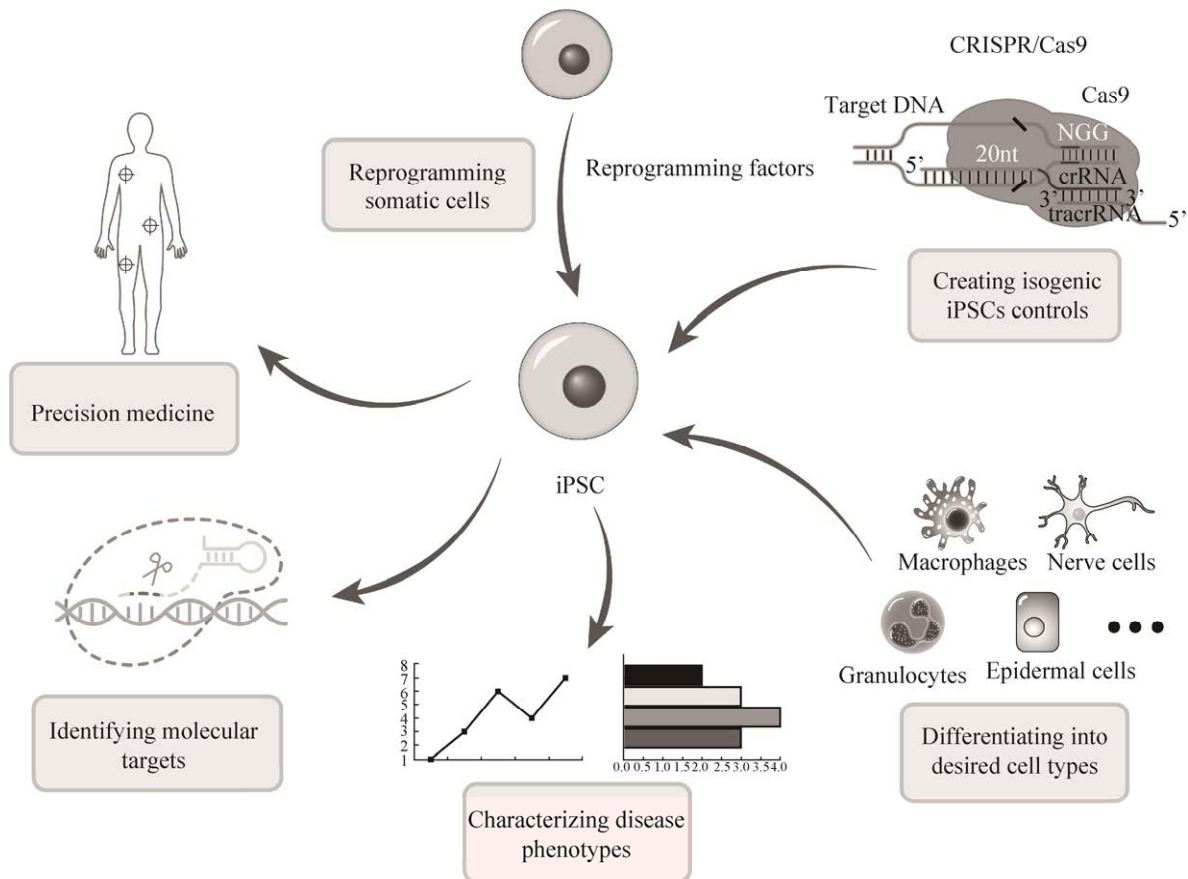 CRISPR/Cas9
Target DNA
Cas9
NGG
5’
20nt
crRNA
3’
3’
tracrRNA
5’
Reprogramming
somatic cells
Reprogramming factors
Creating isogenic
iPSCs controls
Precision medicine
iPSC
Macrophages
Nerve cells
Granulocytes
Epidermal cells
Identifying molecular
targets
8
7
6
5
4
3
2
1
0.0 0.5 1.0 1.5 2.0 2.5 3.0 3.5 4.0
Differentiating into
desired cell types
Characterizing disease
phenotypes